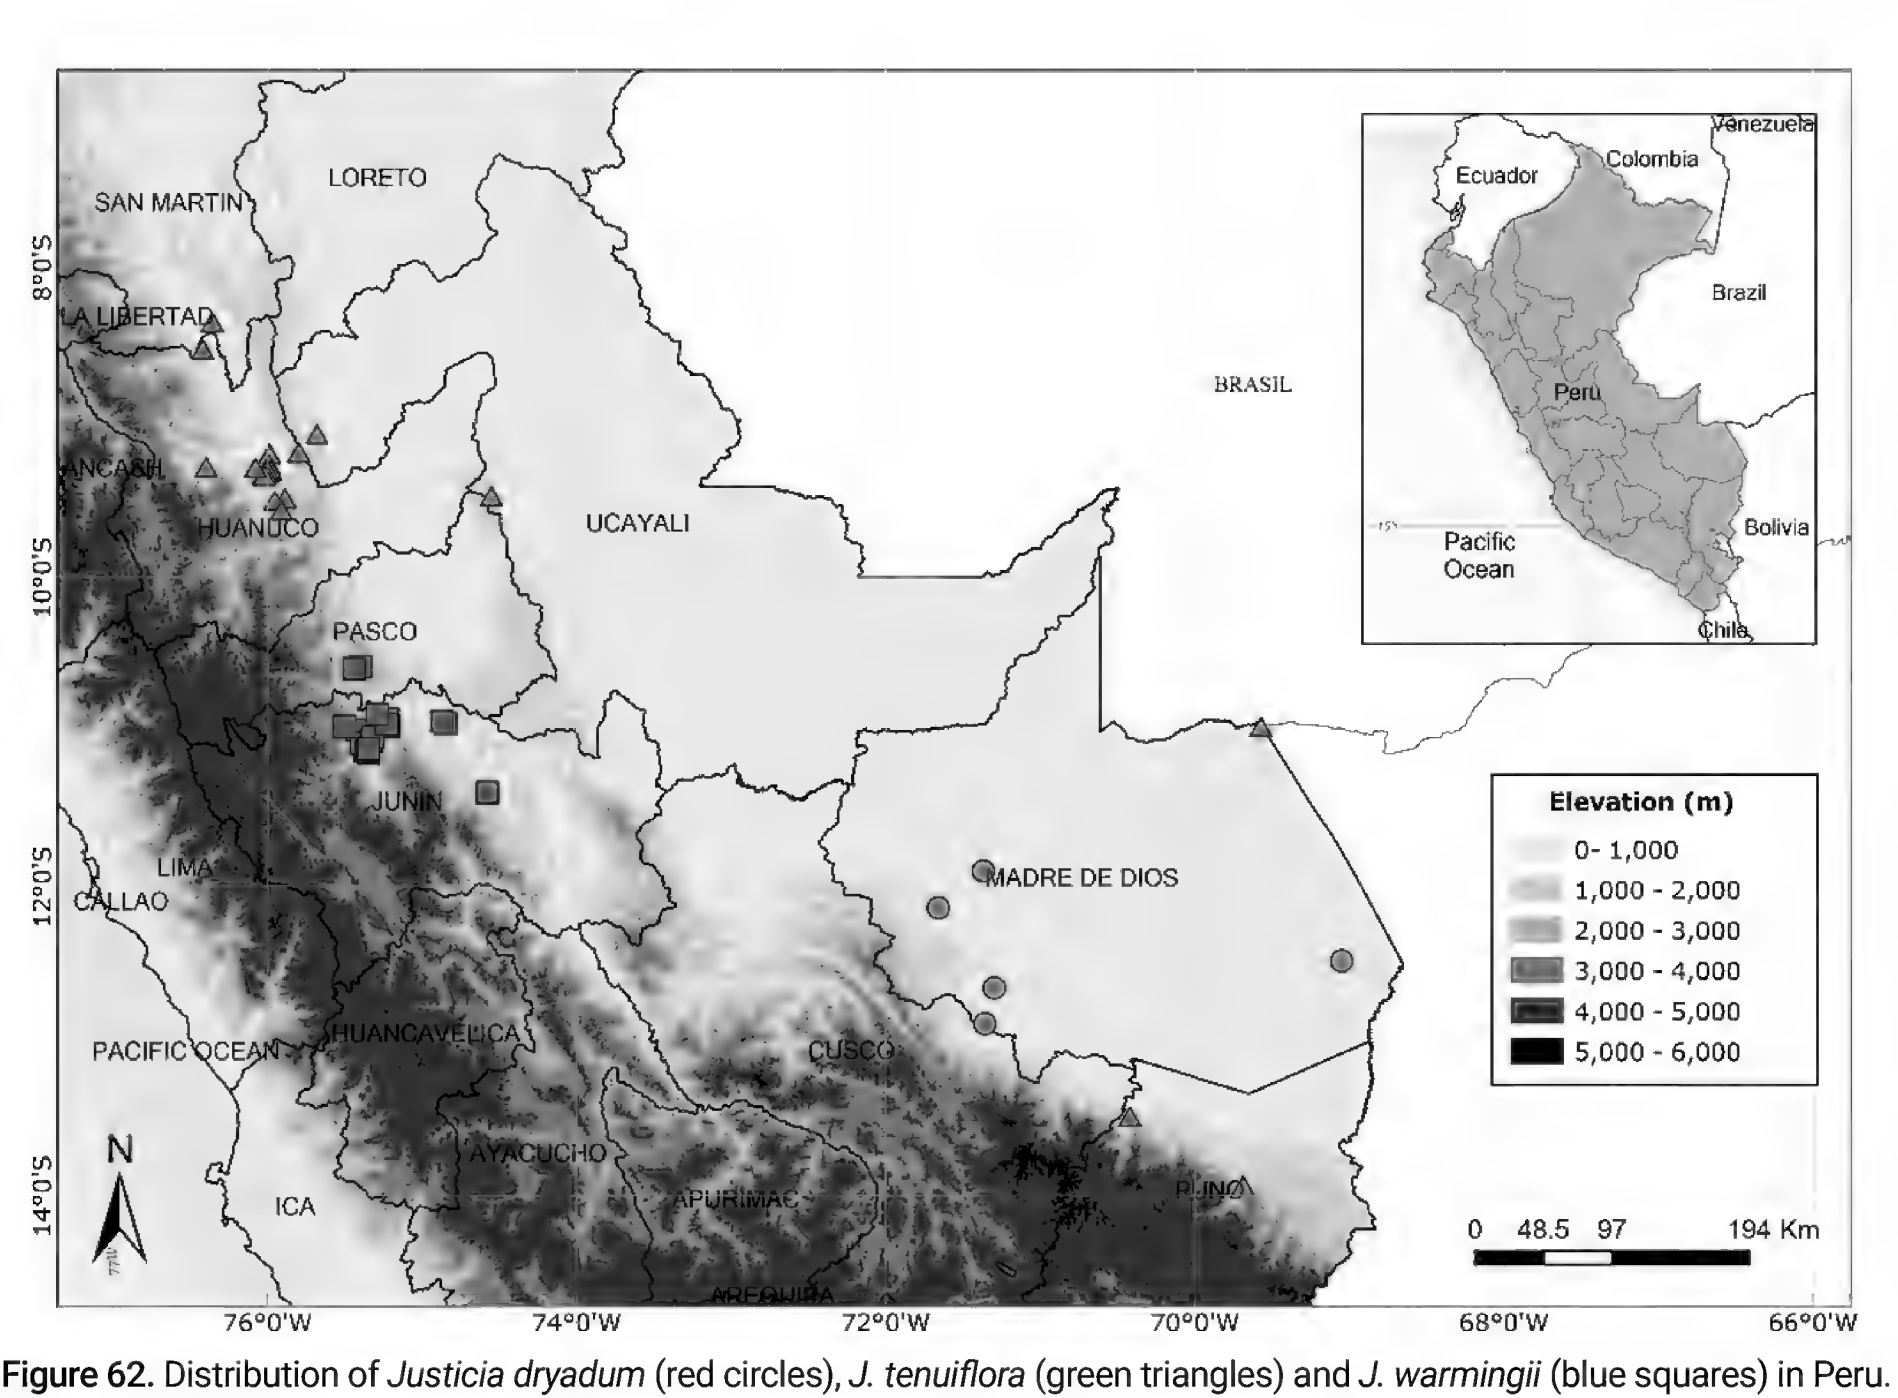 LORETO
SAN MARTIN
LA LIBERTAD
ANCASH
HUANUCO
UCAYALI
PASCO
JUNIN
LIMA
CALLAO
PACIFIC OCEAN
HUANCAVELICA
CUSCO
MADRE DE DIOS
AYACUCHO
APURIMAC
ICA
PUNO
AREQUIPA
BRASIL
Venezuela
Colombia
Ecuador
Brazil
Peru
Bolivia
Pacific
Ocean
Chile
8°0'S
10°0'S
12°0'S
14°0'S
N
Elevation (m)
0- 1,000
1,000 - 2,000
2,000 - 3,000
3,000 - 4,000
4,000 - 5,000
5,000 - 6,000
0 48.5 97 194 Km
76°0'W 74°0'W 72°0'W 70°0'W 68°0'W 66°0'W
Figure 62. Distribution of Justicia dryadum (red circles), J. tenuiflora (green triangles) and J. warmingii (blue squares) in Peru.